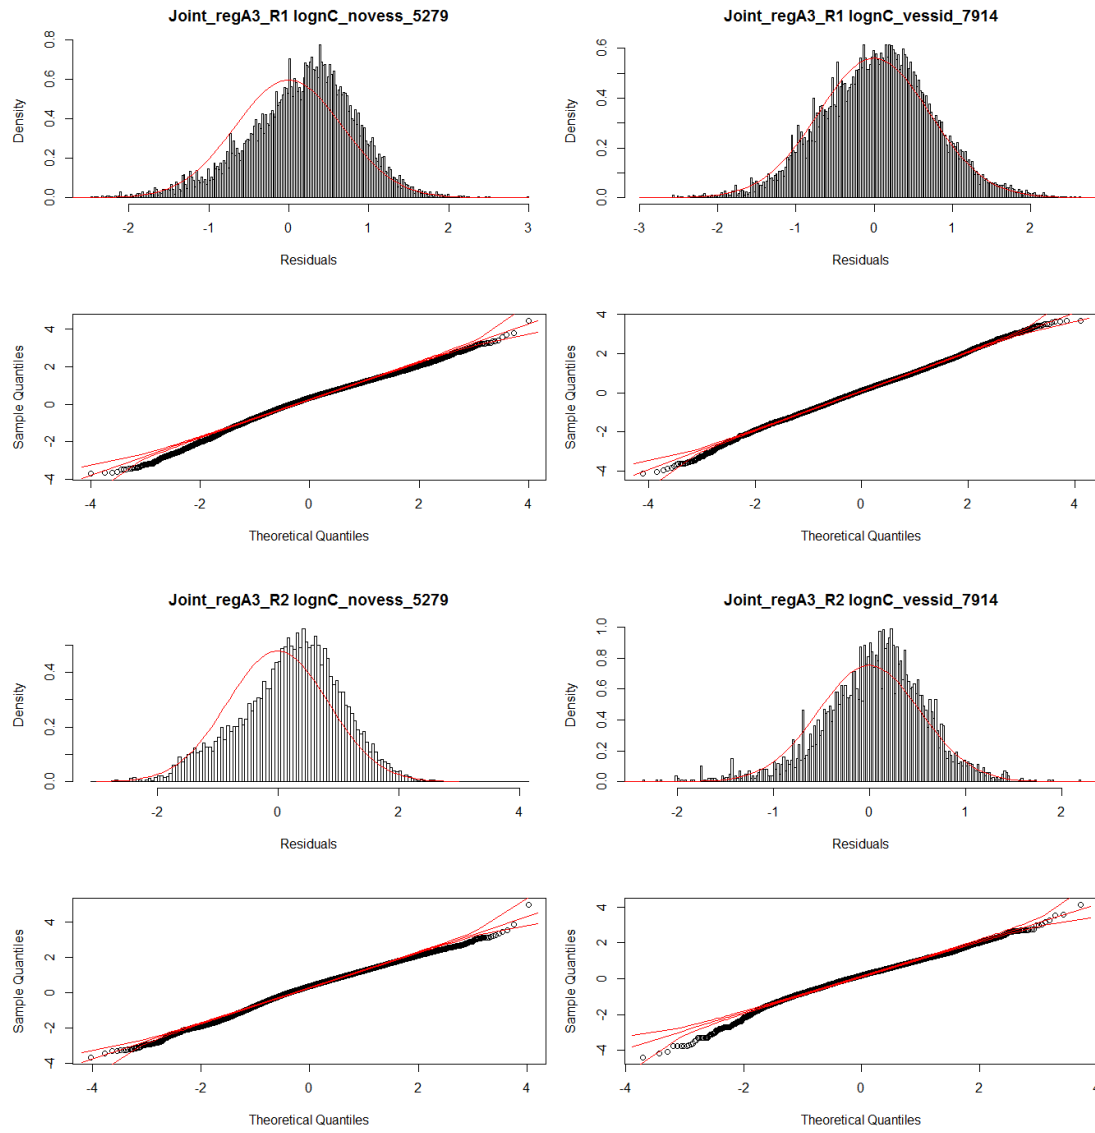 Joint_regA3_R1 lognC_novess_5279
Density
0.0 0.2 0.4 0.6 0.8
-2 -1 0 1 2 3
Residuals
Joint_regA3_R1 lognC_vessid_7914
Density
0.0 0.2 0.4 0.6
-3 -2 -1 0 1 2
Residuals
Sample Quantiles
-4 -2 0 2 4
-4 -2 0 2 4
Theoretical Quantiles
Sample Quantiles
-4 -2 0 2 4
-4 -2 0 2 4
Theoretical Quantiles
Joint_regA3_R2 lognC_novess_5279
Density
0.0 0.2 0.4
-2 0 2 4
Residuals
Joint_regA3_R2 lognC_vessid_7914
Density
0.0 0.2 0.4 0.6 0.8 1.0
-2 -1 0 1 2
Residuals
Sample Quantiles
-4 -2 0 2 4
-4 -2 0 2 4
Theoretical Quantiles
Sample Quantiles
-4 -2 0 2 4
-4 -2 0 2 4
Theoretical Quantiles